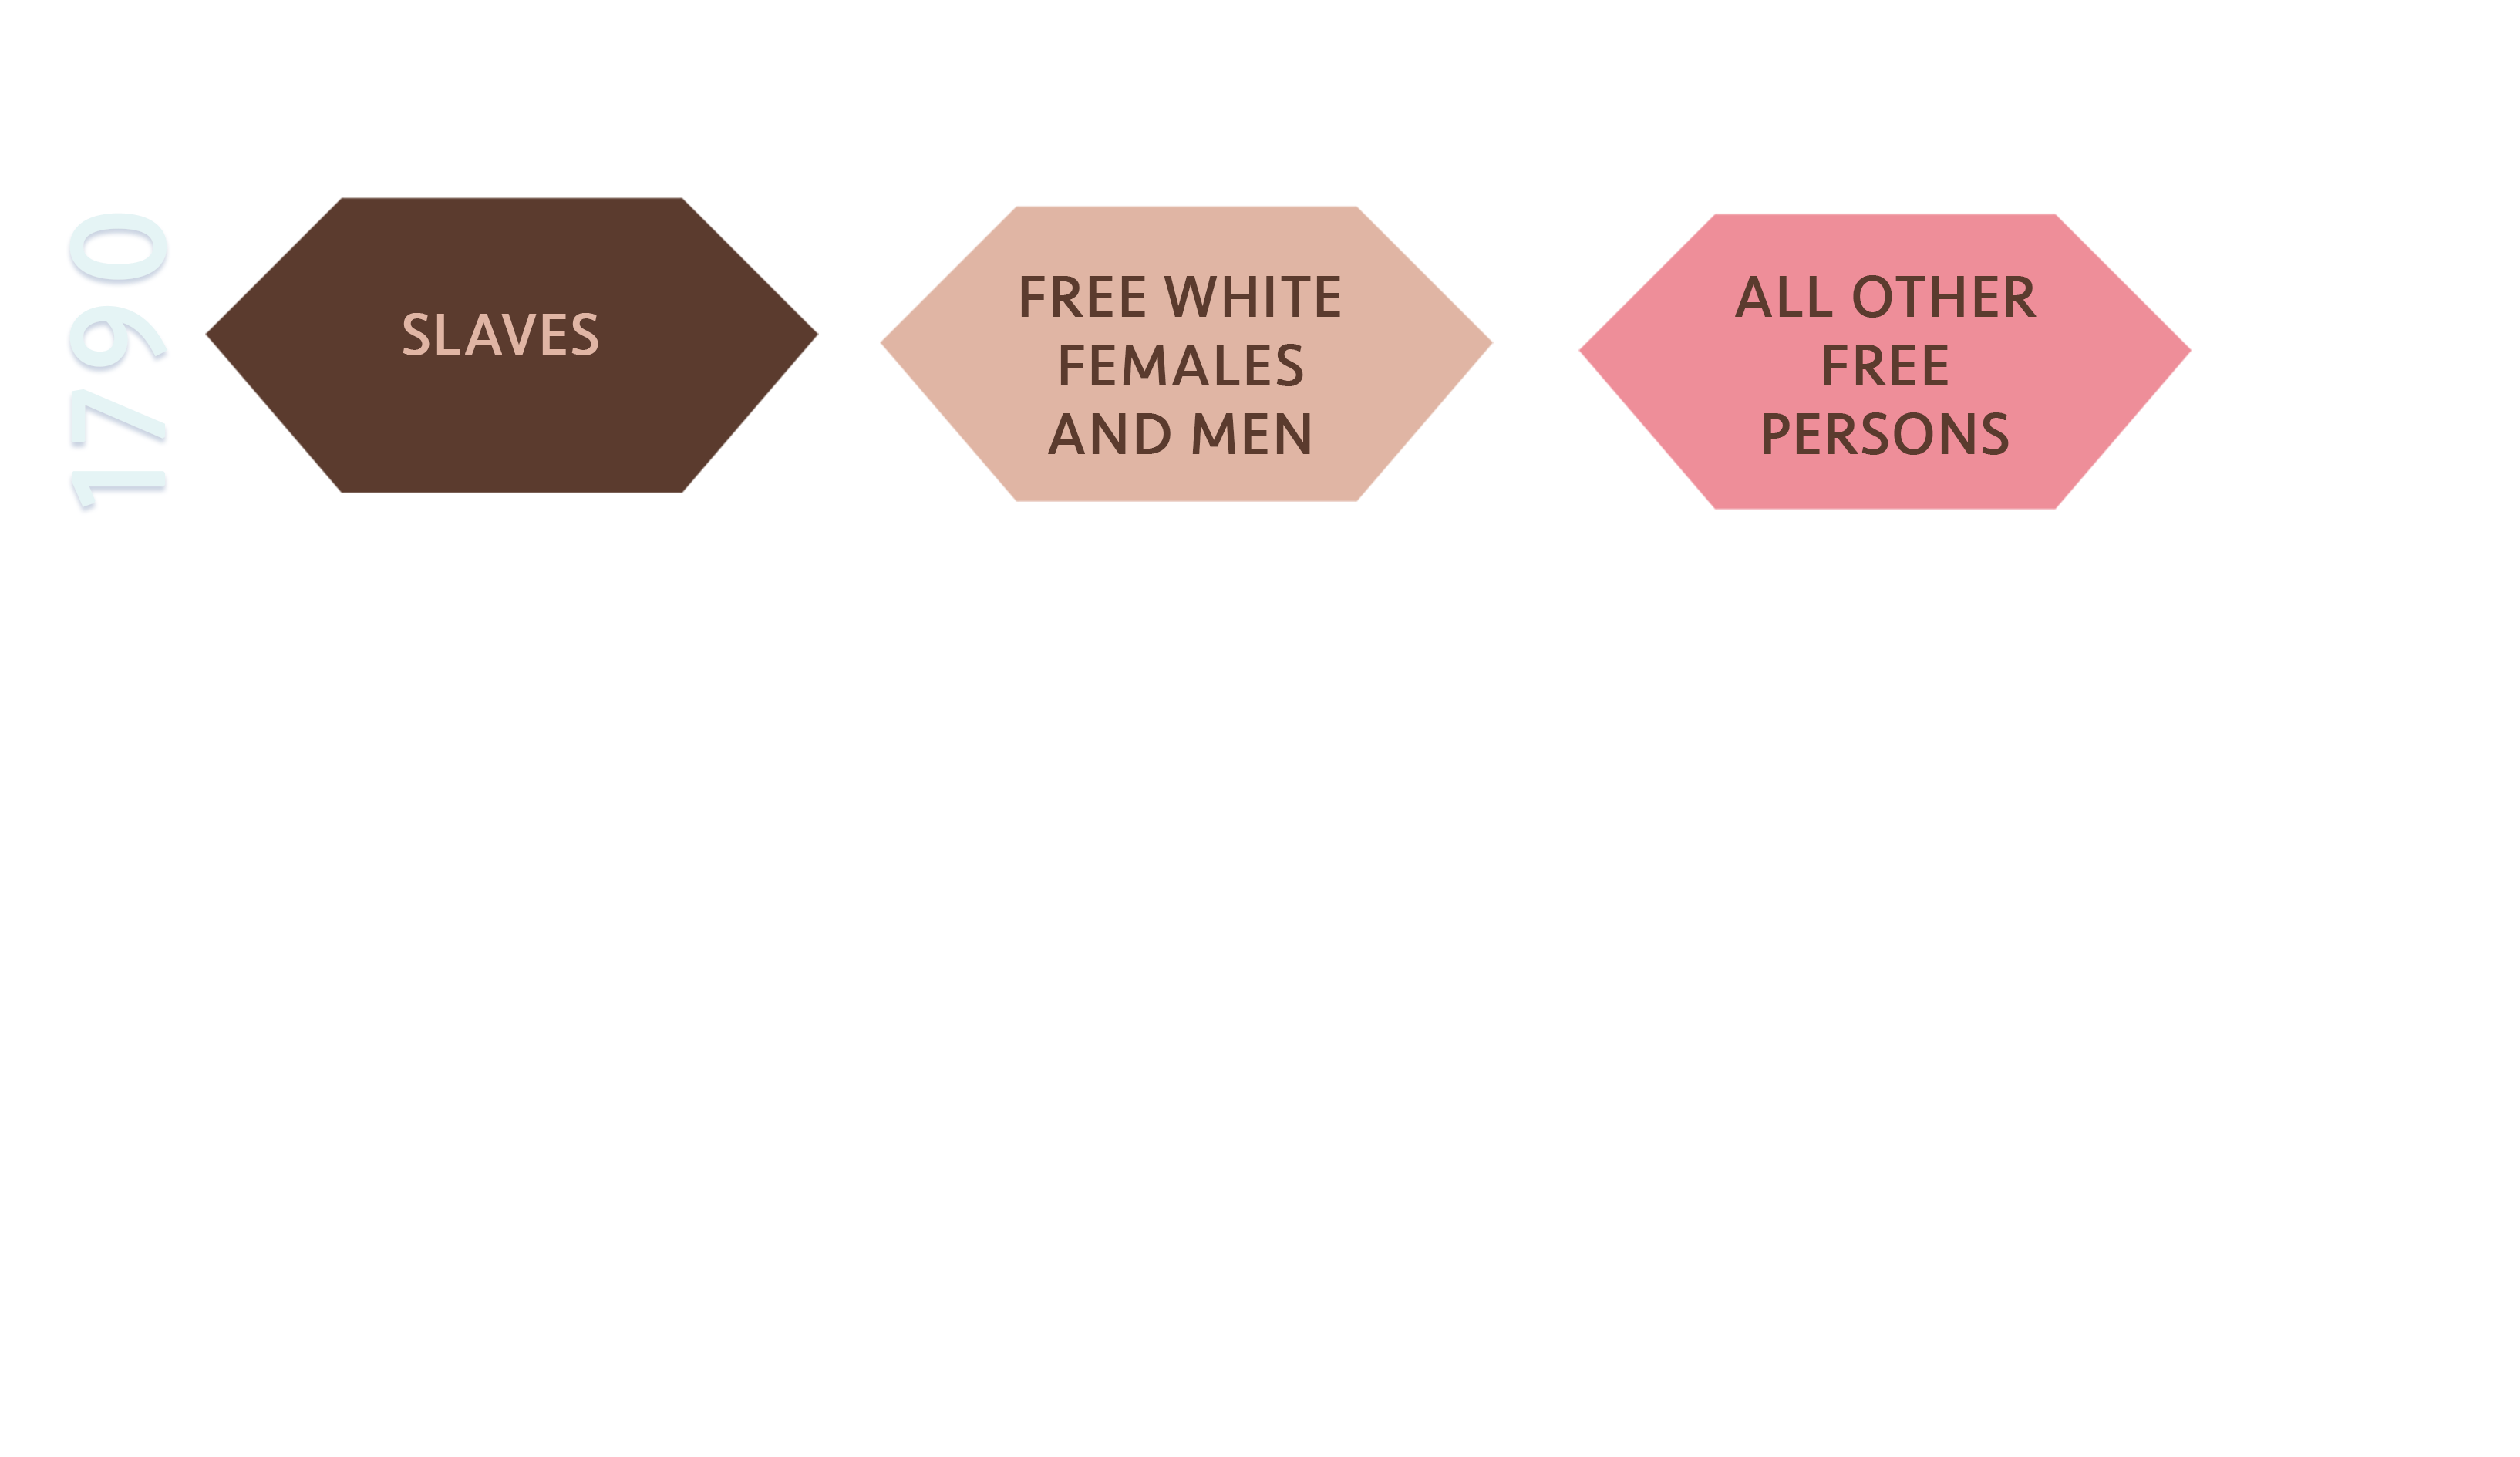 1790
SLAVES
FREE WHITE
FEMALES
AND MEN
ALL OTHER
FREE
PERSONS